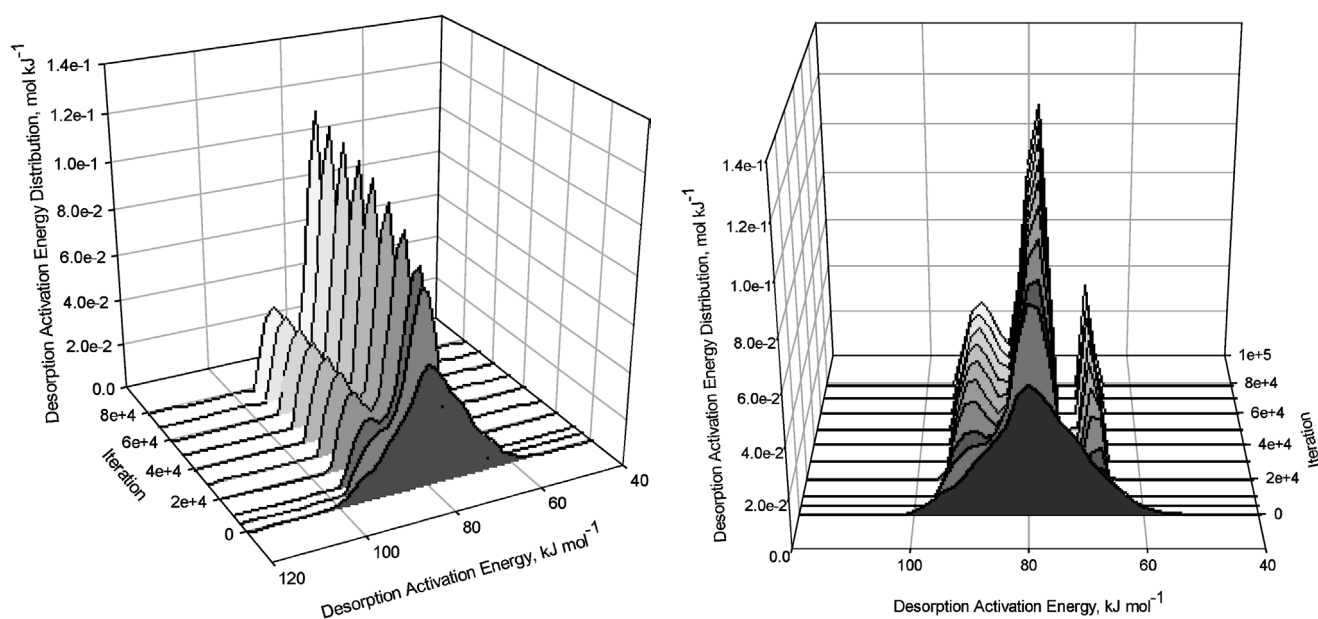 Desorption Activation Energy Distribution, mol kJ⁻¹
1.4e-1
1.2e-1
1.0e-1
8.0e-2
6.0e-2
4.0e-2
2.0e-2
0.0
8e+4
6e+4
4e+4
2e+4
0
Iteration
120
100
80
60
40
Desorption Activation Energy, kJ mol⁻¹
Desorption Activation Energy Distribution, mol kJ⁻¹
1.4e-1
1.2e-1
1.0e-1
8.0e-2
6.0e-2
4.0e-2
2.0e-2
0.0
1e+5
8e+4
6e+4
4e+4
2e+4
0
Iteration
100
80
60
40
Desorption Activation Energy, kJ mol⁻¹